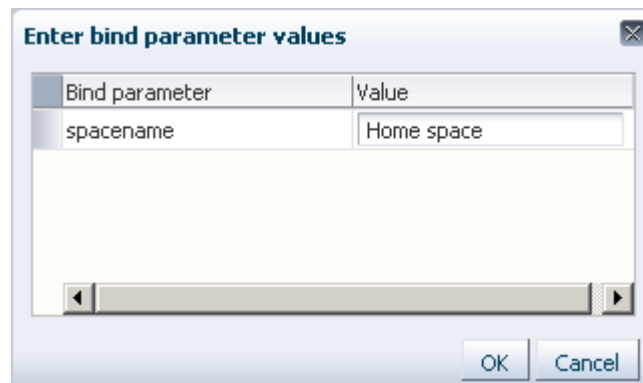 Enter bind parameter values
Bind parameter Value
spacename Home space
OK Cancel